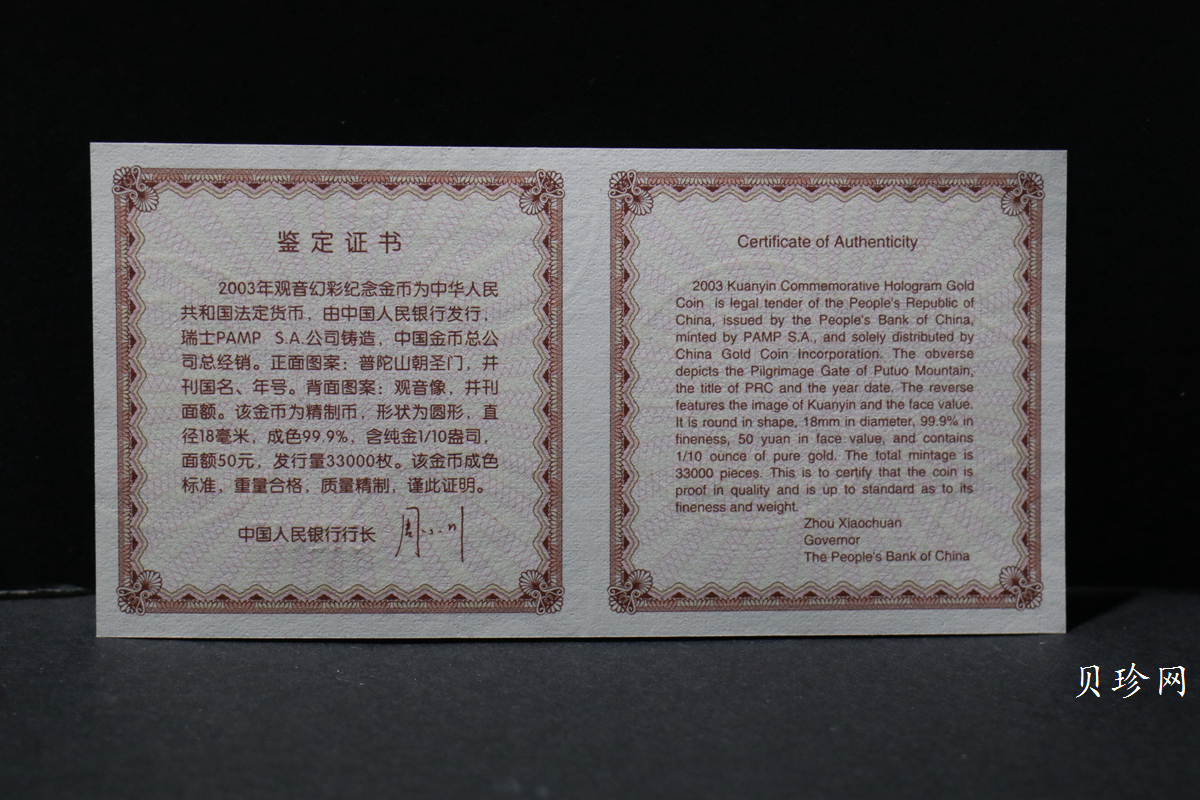 鉴定证书
2003年观音幻彩纪念金币为中华人民
共和国法定货币，由中国人民银行发行，
瑞士PAMP S.A.公司铸造，中国金币总公
司总经销。正面图案：普陀山朝圣门，并
刊国名、年号。背面图案：观音像，并刊
面额。该金币为精制币，形状为圆形，直
径18毫米，成色99.9%，含纯金1/10盎司，
面额50元，发行量33000枚。该金币成色
标准，重量合格，质量精制，谨此证明。
中国人民银行行长 周小川
Certificate of Authenticity
2003 Kuanyin Commemorative Hologram Gold
Coin is legal tender of the People's Republic of
China, issued by the People's Bank of China,
minted by PAMP S.A., and solely distributed by
China Gold Coin Incorporation. The obverse
depicts the Pilgrimage Gate of Putuo Mountain,
the title of PRC and the year date. The reverse
features the image of Kuanyin and the face value.
It is round in shape, 18mm in diameter, 99.9% in
fineness, 50 yuan in face value, and contains
1/10 ounce of pure gold. The total mintage is
33000 pieces. This is to certify that the coin is
proof in quality and is up to standard as to its
fineness and weight.
Zhou Xiaochuan
Governor
The People's Bank of China
贝珍网